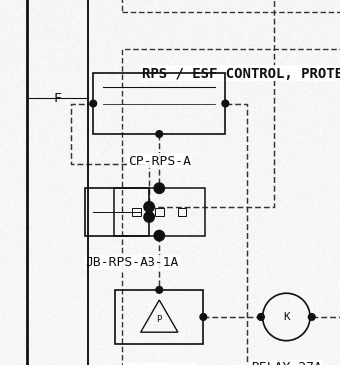 RPS / ESF CONTROL, PROTE
F
CP-RPS-A
JB-RPS-A3-1A
P
K
RELAY-27A